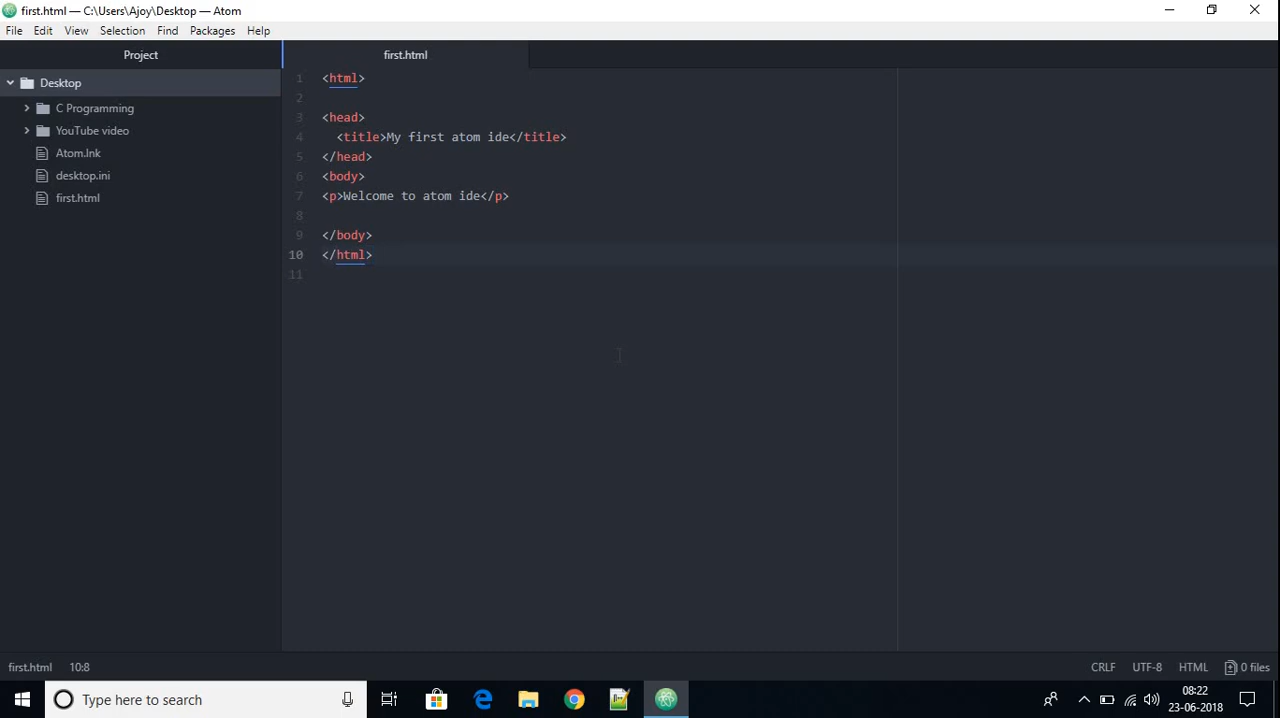 first.html — C:\Users\Ajoy\Desktop — Atom
File Edit View Selection Find Packages Help
Project
first.html
Desktop
C Programming
YouTube video
Atom.lnk
desktop.ini
first.html
1 <html>
2
3 <head>
4 <title>My first atom ide</title>
5 </head>
6 <body>
7 <p>Welcome to atom ide</p>
8
9 </body>
10 </html>
11
first.html 10:8 CRLF UTF-8 HTML 0 files
Type here to search
08:22
23-06-2018